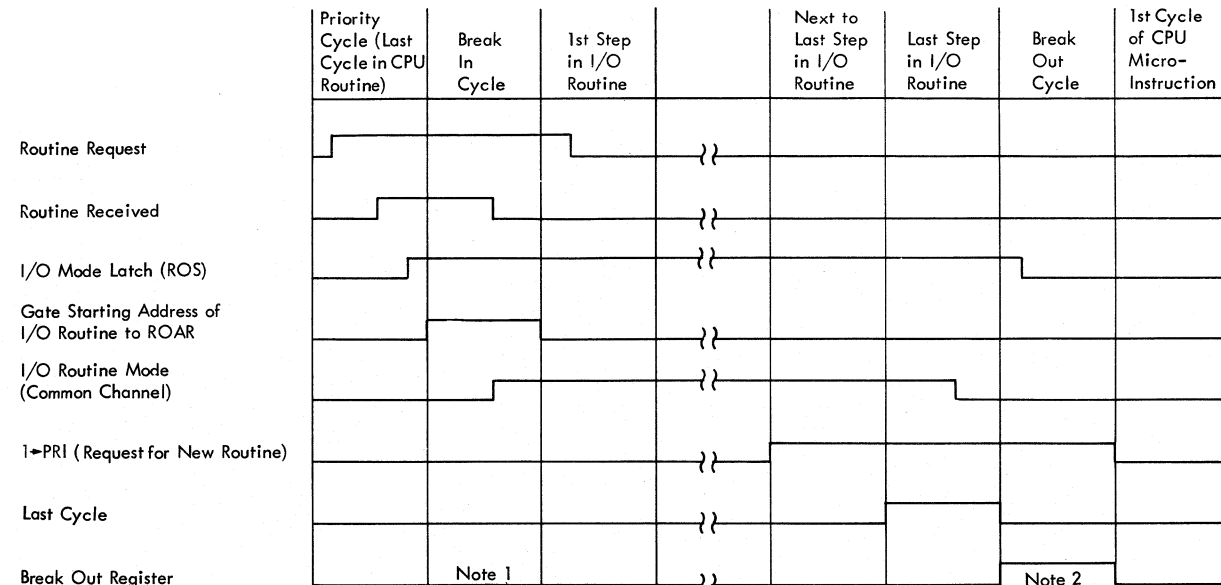 Priority
Cycle (Last
Cycle in CPU
Routine)
Break
In
Cycle
1st Step
in I/O
Routine
Next to
Last Step
in I/O
Routine
Last Step
in I/O
Routine
Break
Out
Cycle
1st Cycle
of CPU
Micro-
Instruction
Routine Request
Routine Received
I/O Mode Latch (ROS)
Gate Starting Address of
I/O Routine to ROAR
I/O Routine Mode
(Common Channel)
1→PRI (Request for New Routine)
Last Cycle
Break Out Register
Note 1
Note 2